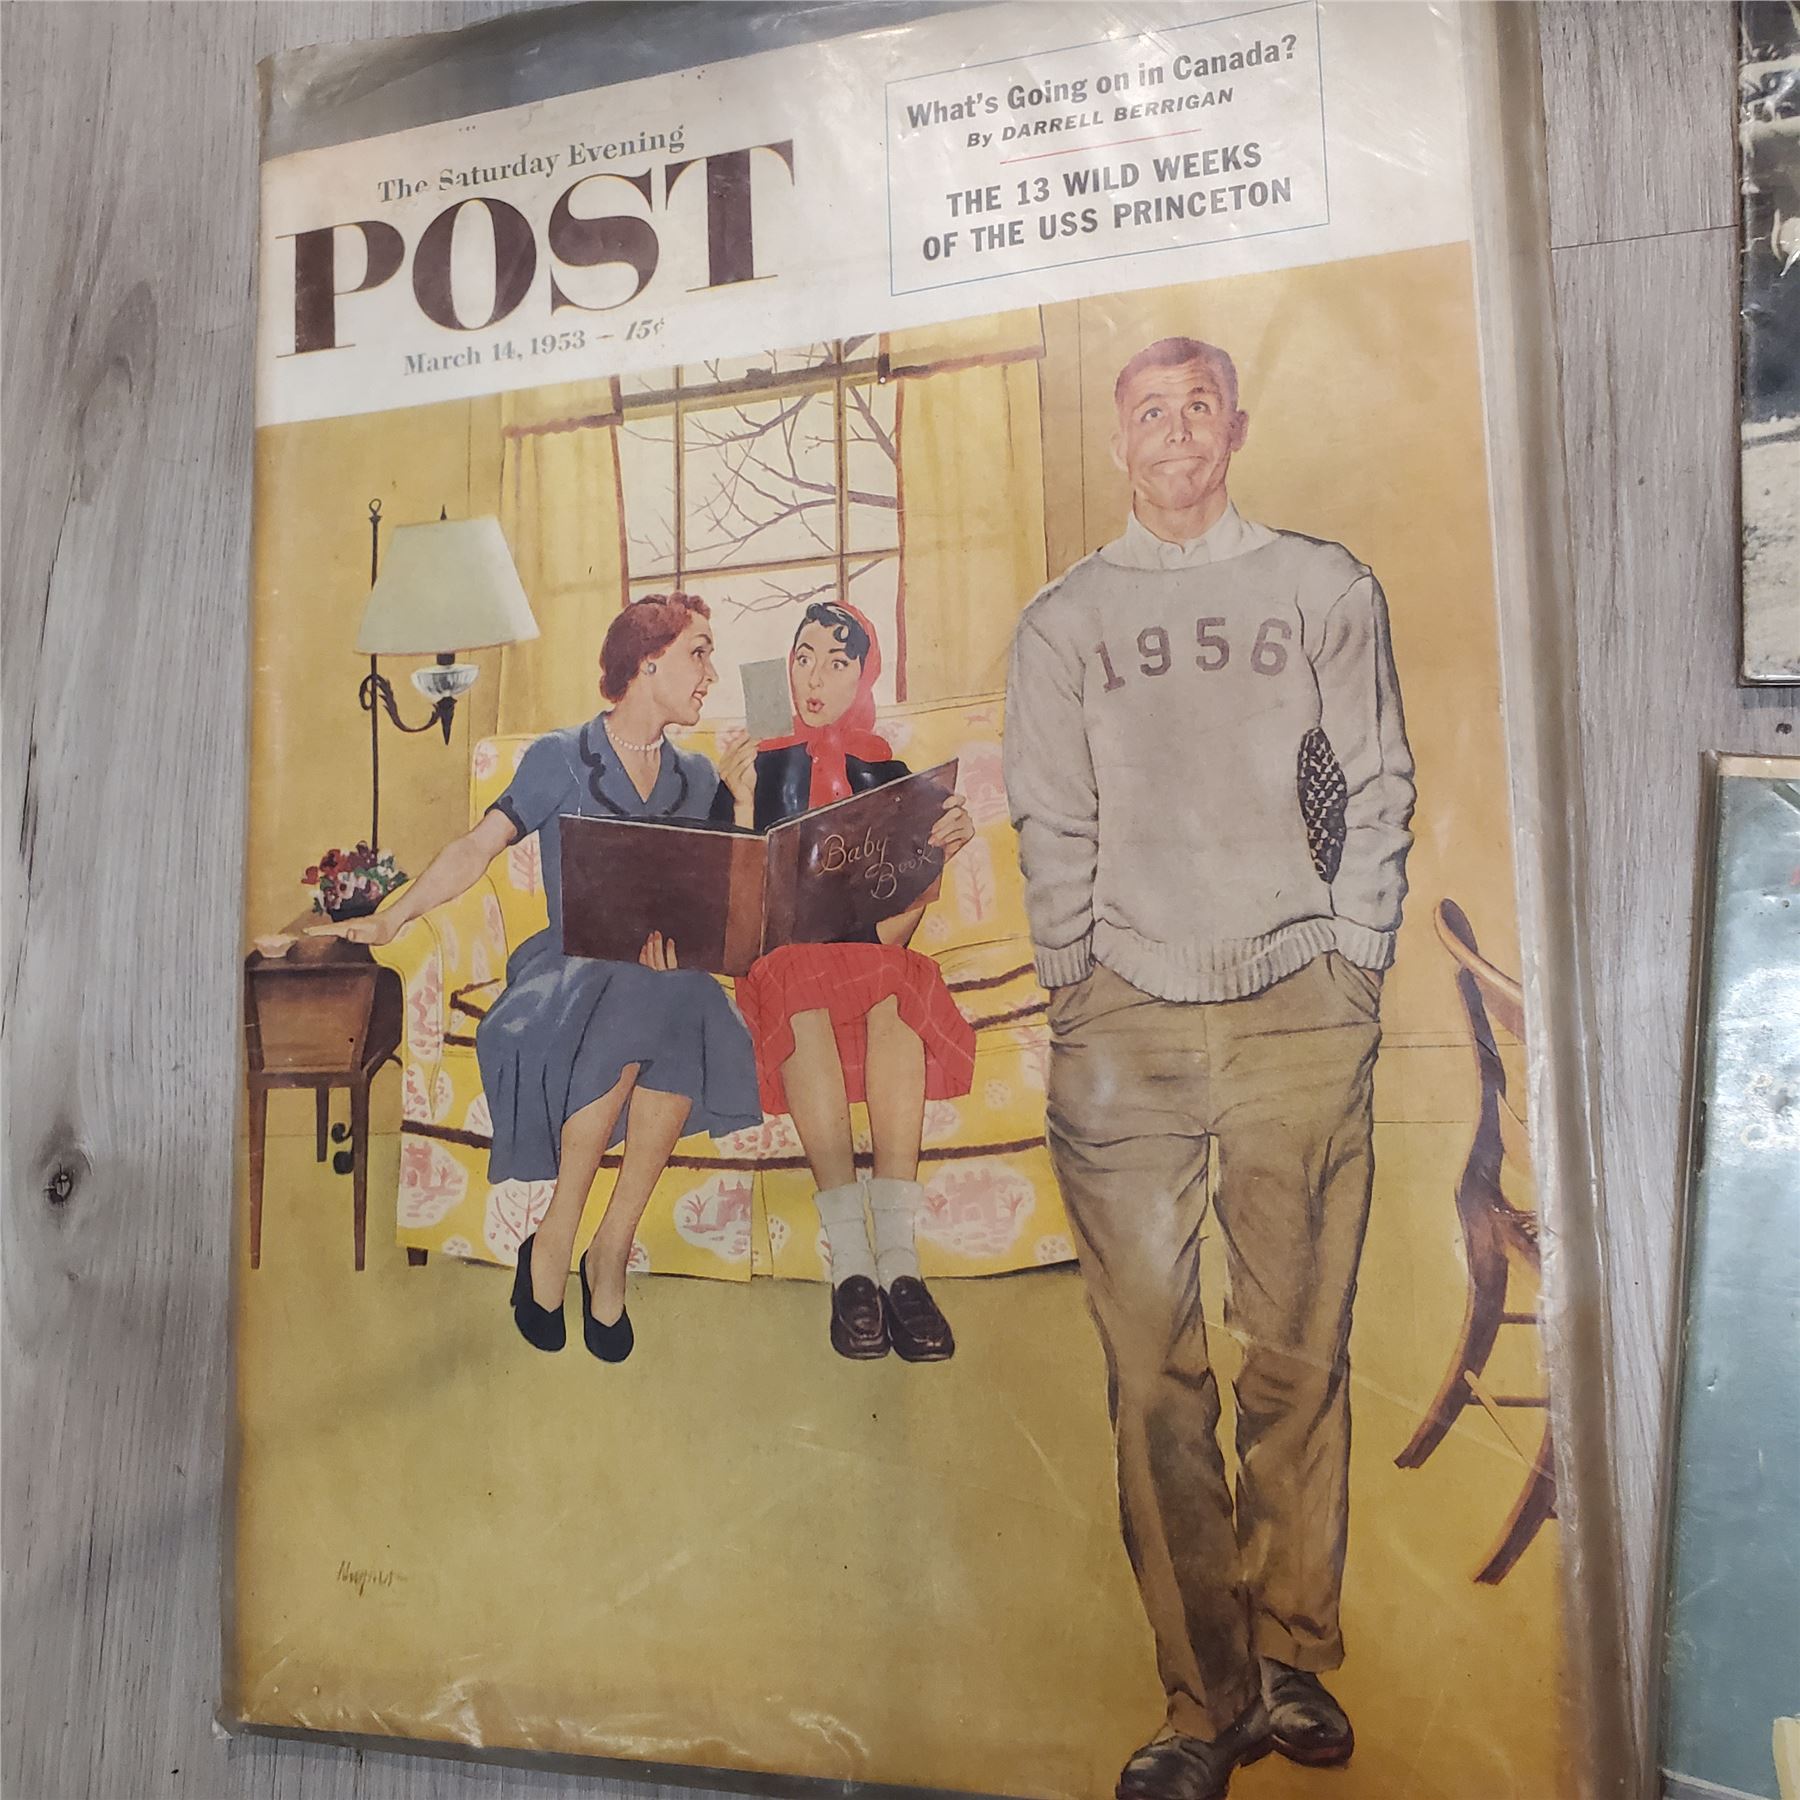 The Saturday Evening
POST
March 14, 1953 – 15¢
What's Going on in Canada?
By DARRELL BERRIGAN
THE 13 WILD WEEKS
OF THE USS PRINCETON
1956
Baby
Book
Hughes